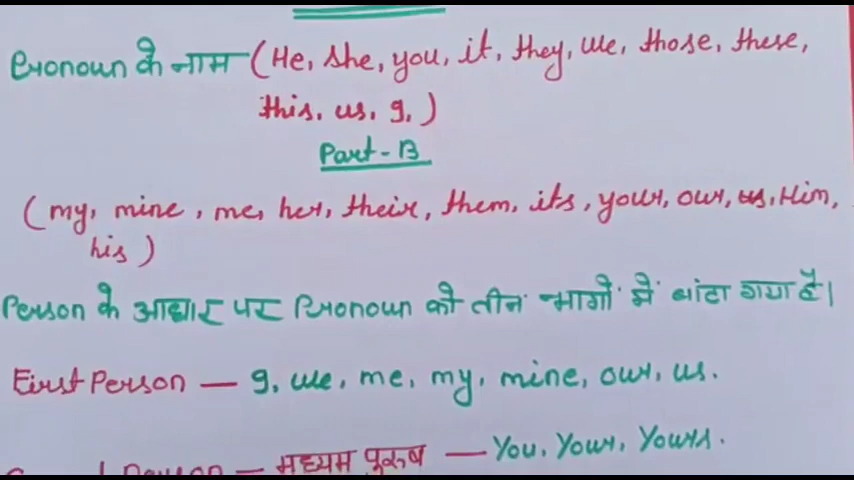 Pronoun के नाम (He, she, you, it, they, we, those, these,
this, us, I,)
Part-B
(my, mine, me, her, their, them, its, your, our, us, Him,
his)
Person के आधार पर Pronoun को तीन भागों में बांटा गया है।
First Person — I, we, me, my, mine, our, us.
Person — मध्यम पुरुष — You, Your, Yours.